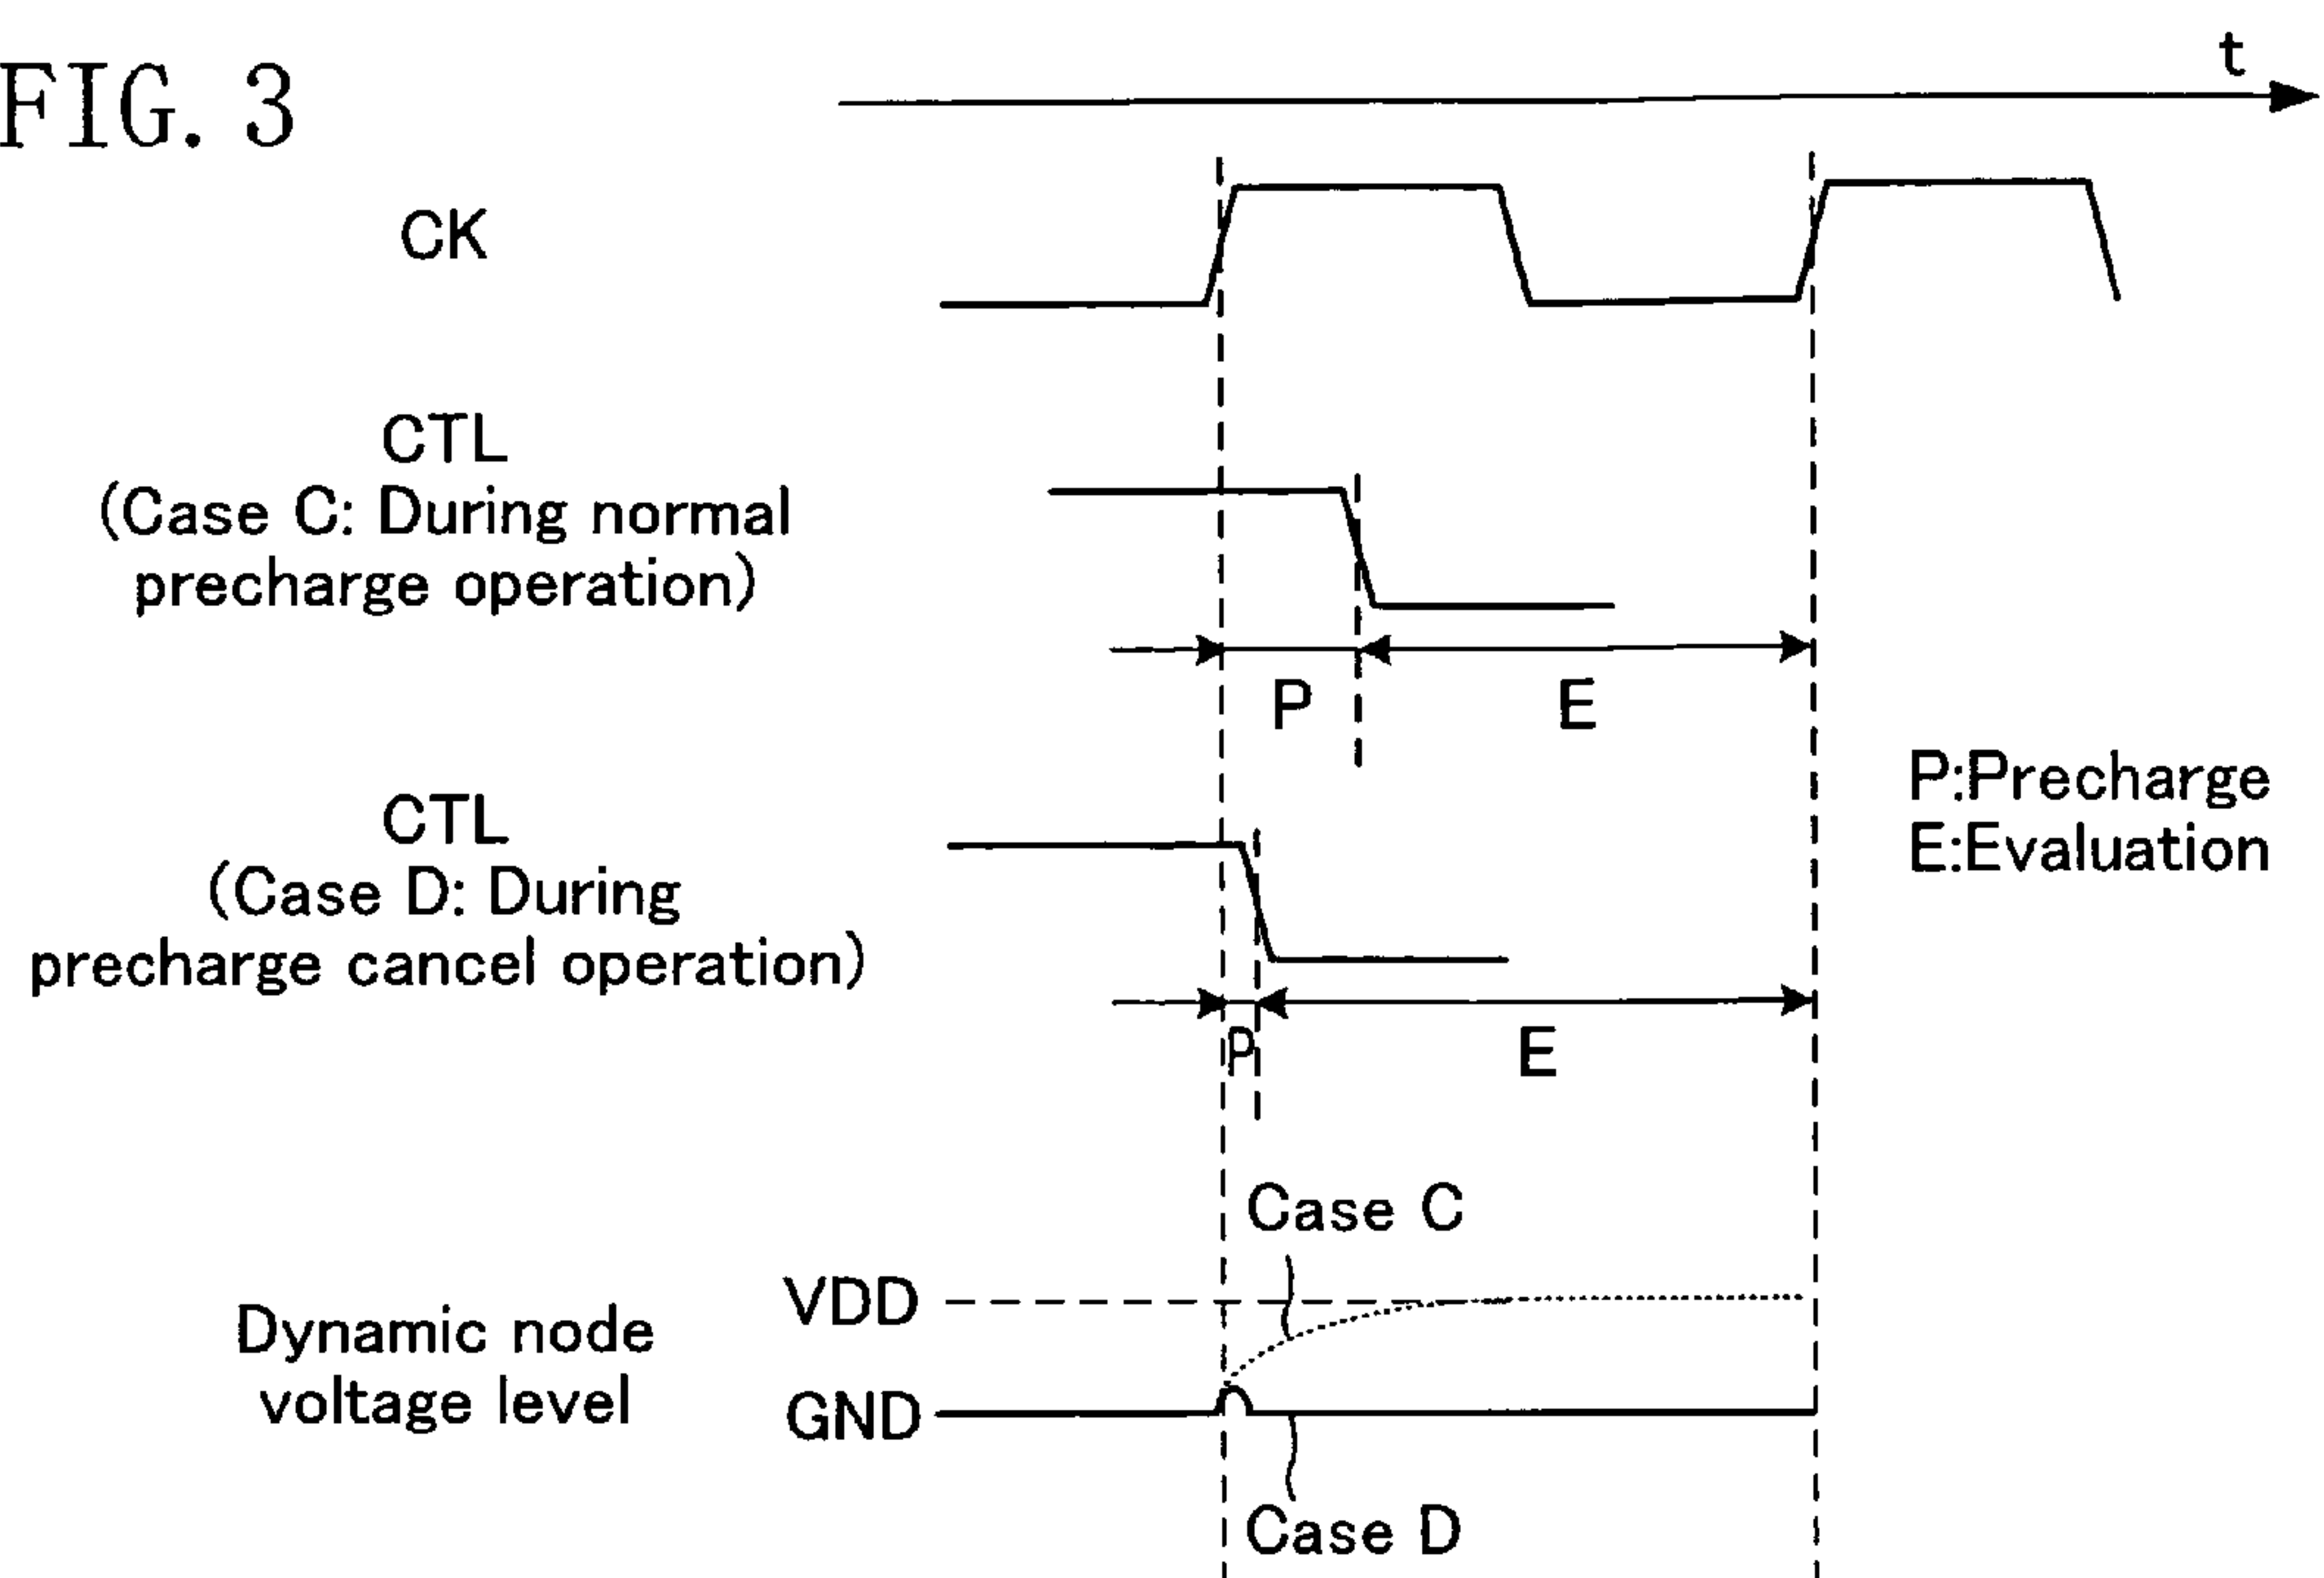 FIG. 3
t
CK
CTL
(Case C: During normal
precharge operation)
P
E
CTL
(Case D: During
precharge cancel operation)
P
E
P:Precharge
E:Evaluation
Case C
VDD
Dynamic node
voltage level
GND
Case D